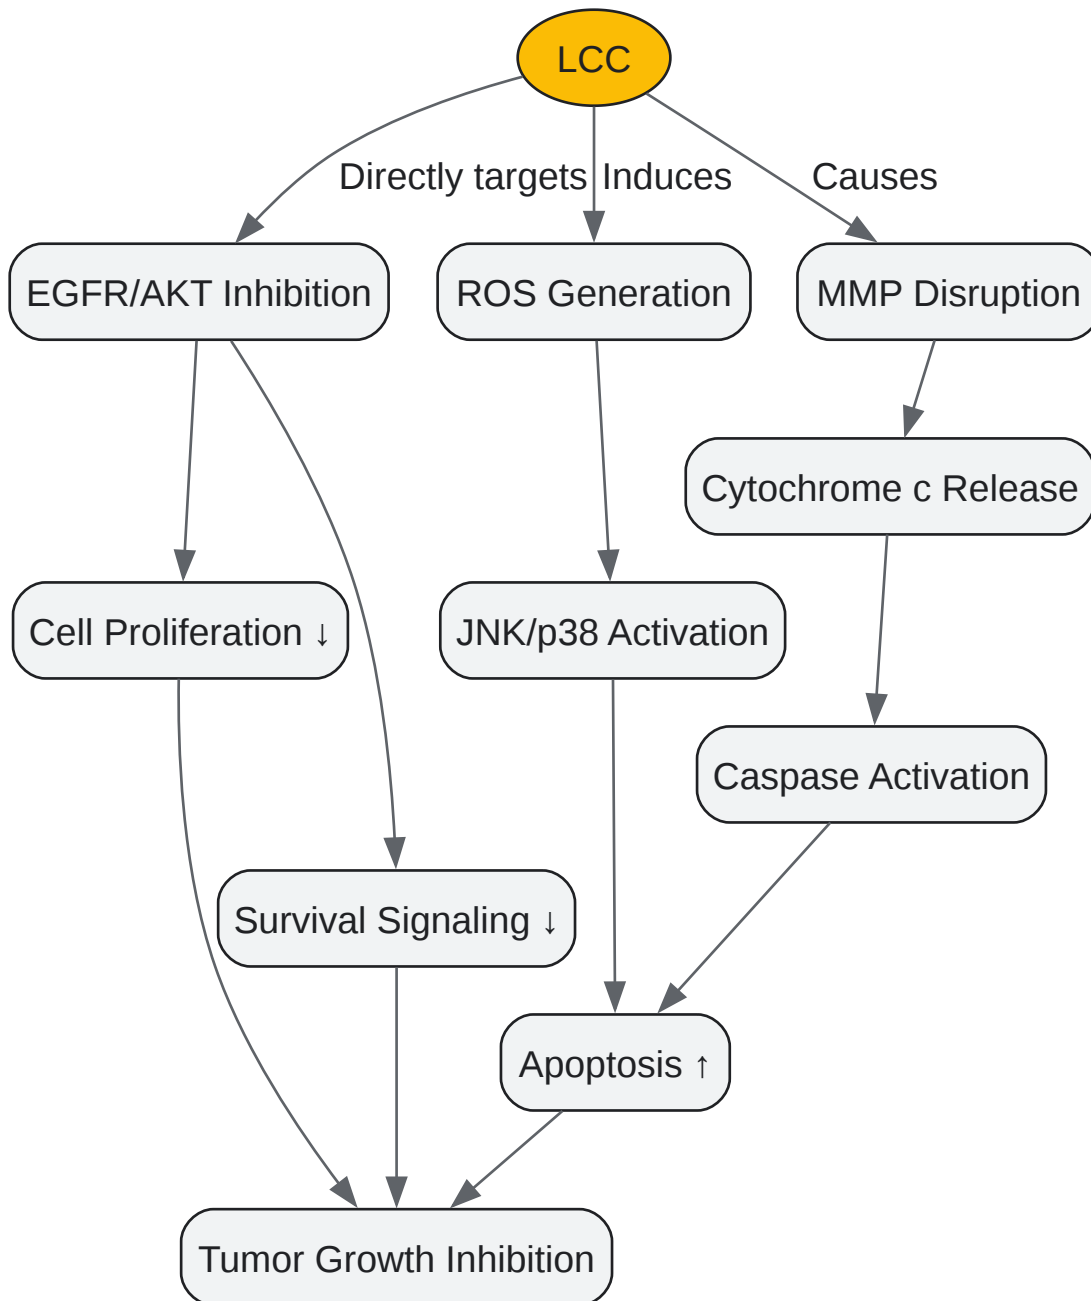 LCC
Directly targets
Induces
Causes
EGFR/AKT Inhibition
ROS Generation
MMP Disruption
Cytochrome c Release
Cell Proliferation ↓
JNK/p38 Activation
Caspase Activation
Survival Signaling ↓
Apoptosis ↑
Tumor Growth Inhibition